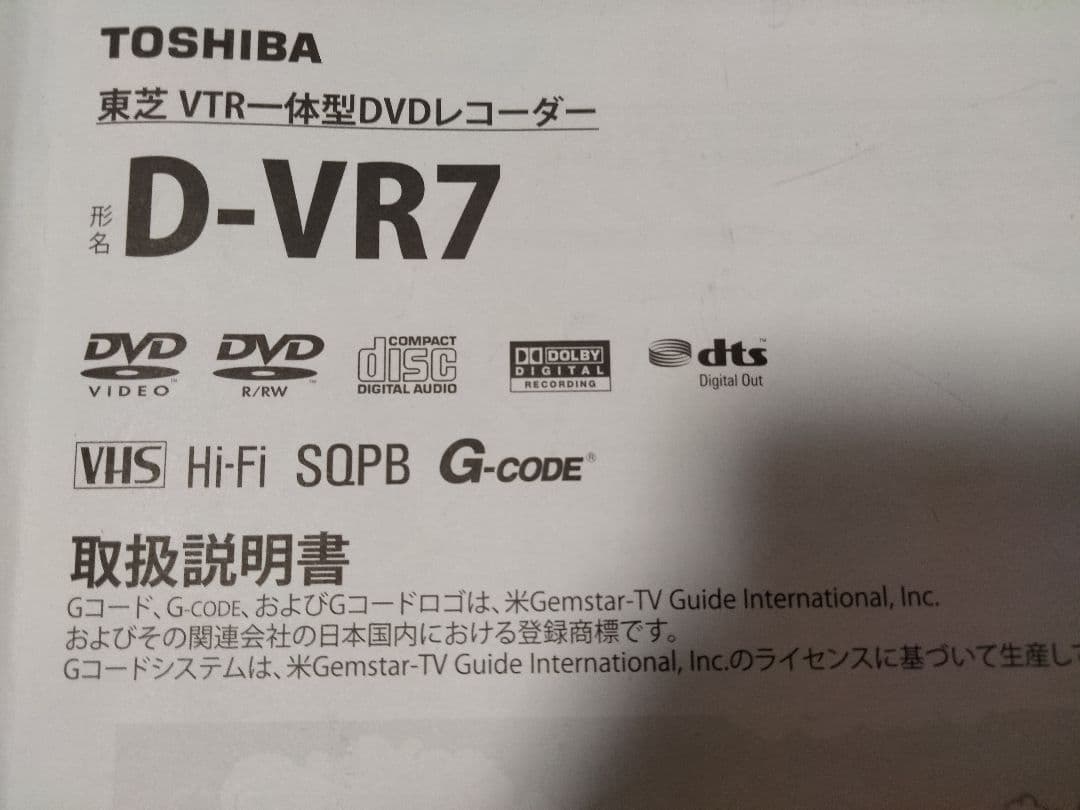 TOSHIBA
東芝 VTR一体型DVDレコーダー
形名 D-VR7
DVD VIDEO™ DVD R/RW™ COMPACT disc DIGITAL AUDIO DOLBY DIGITAL RECORDING dts™ Digital Out
VHS Hi-Fi SQPB G-CODE®
取扱説明書
Gコード、G-CODE、およびGコードロゴは、米Gemstar-TV Guide International, Inc.
およびその関連会社の日本国内における登録商標です。
Gコードシステムは、米Gemstar-TV Guide International, Inc.のライセンスに基づいて生産し